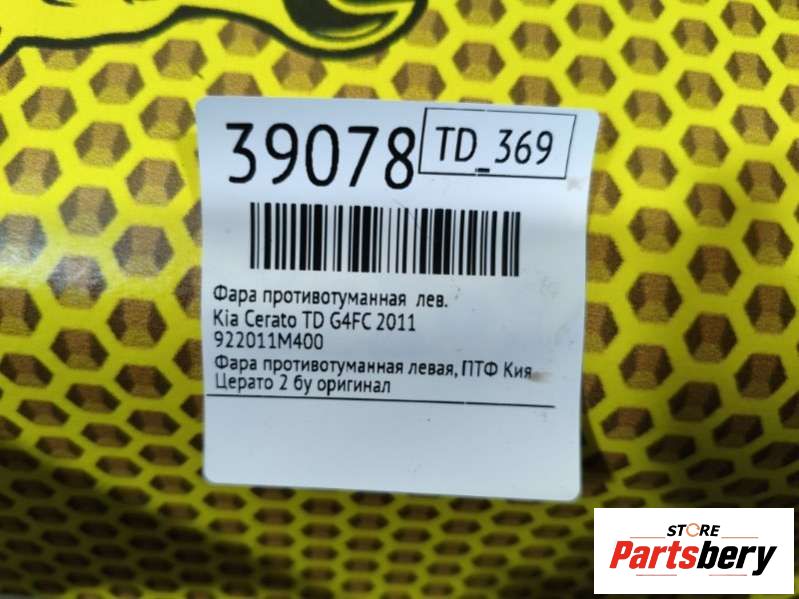 39078
TD_369
Фара противотуманная лев.
Kia Cerato TD G4FC 2011
922011M400
Фара противотуманная левая, ПТФ Кия
Церато 2 бу оригинал
STORE
Partsbery